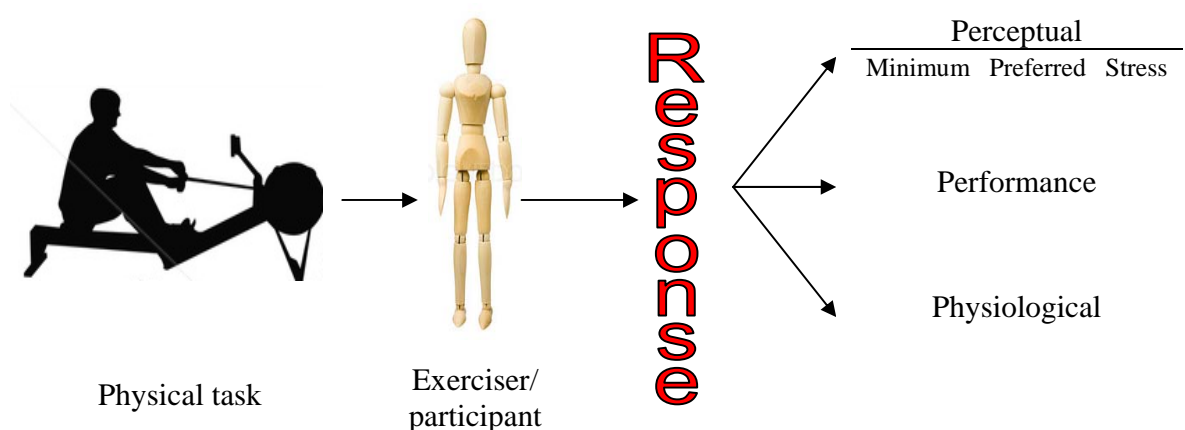 Perceptual
Minimum Preferred Stress
Response
Performance
Physiological
Physical task
Exerciser/
participant